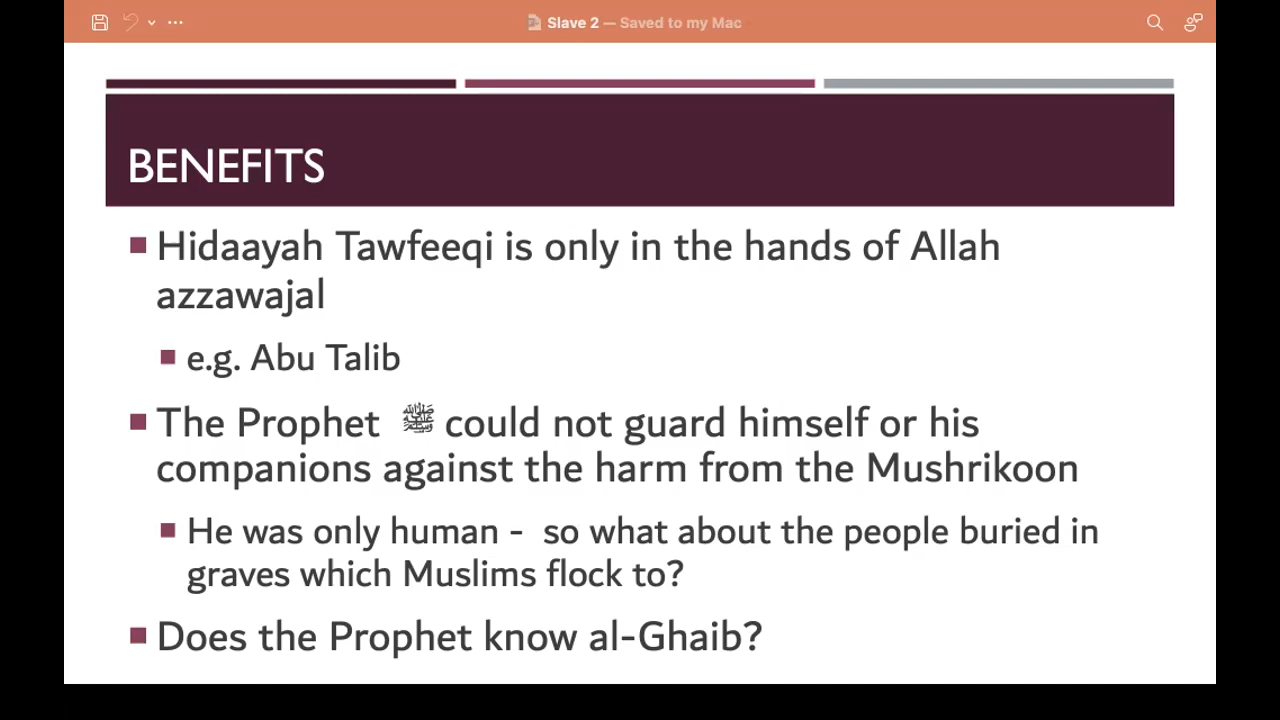 Slave 2 — Saved to my Mac
BENEFITS
Hidaayah Tawfeeqi is only in the hands of Allah
azzawajal
e.g. Abu Talib
The Prophet ﷺ could not guard himself or his
companions against the harm from the Mushrikoon
He was only human - so what about the people buried in
graves which Muslims flock to?
Does the Prophet know al-Ghaib?